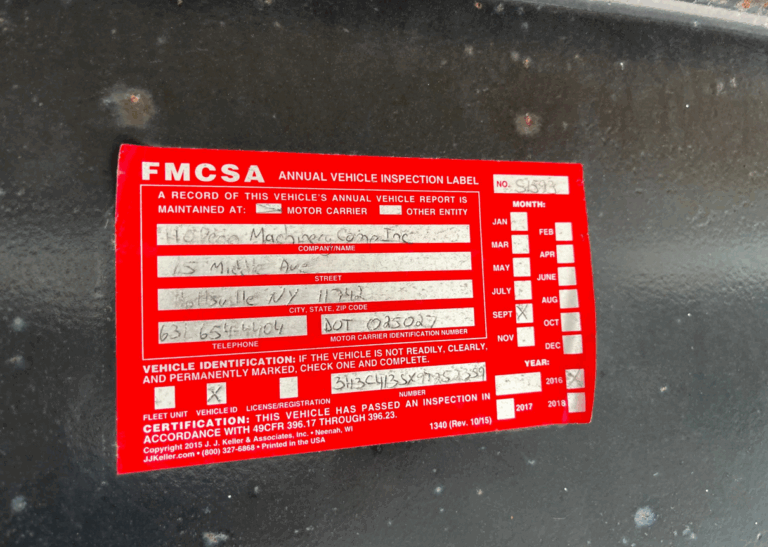 FMCSA ANNUAL VEHICLE INSPECTION LABEL
NO.
A RECORD OF THIS VEHICLE'S ANNUAL VEHICLE REPORT IS
MAINTAINED AT: MOTOR CARRIER OTHER ENTITY
Machinery Inc
COMPANY/NAME
15 Middle Ave
STREET
NY 11742
CITY, STATE, ZIP CODE
631 654-4404
TELEPHONE
DOT 025027
MOTOR CARRIER IDENTIFICATION NUMBER
VEHICLE IDENTIFICATION: IF THE VEHICLE IS NOT READILY, CLEARLY,
AND PERMANENTLY MARKED, CHECK ONE AND COMPLETE.
X
FLEET UNIT VEHICLE ID LICENSE/REGISTRATION
NUMBER
CERTIFICATION: THIS VEHICLE HAS PASSED AN INSPECTION IN
ACCORDANCE WITH 49CFR 396.17 THROUGH 396.23.
Copyright 2015 J. J. Keller & Associates, Inc. • Neenah, WI
JJKeller.com • (800) 327-6868 • Printed in the USA
1340 (Rev. 10/15)
MONTH:
JAN FEB
MAR APR
MAY JUNE
JULY AUG
SEPT X OCT
NOV DEC
YEAR:
2016 X
2017 2018